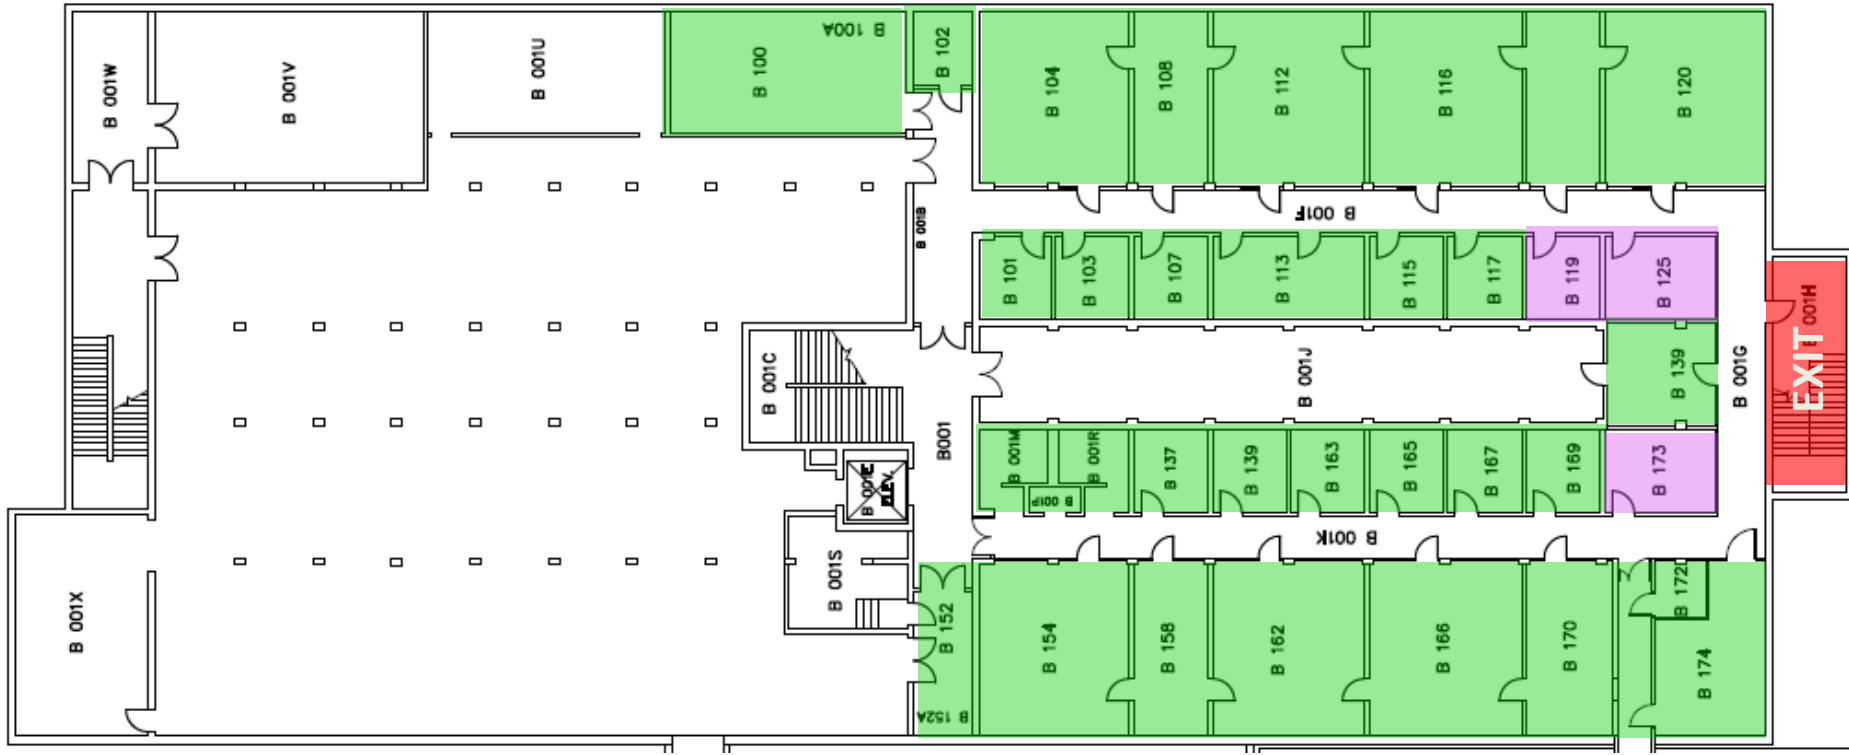 B 001W
B 001V
B 001U
B 100
B 100A
B 102
B 104
B 108
B 112
B 116
B 120
B 001B
B 001F
B 101
B 103
B 107
B 113
B 115
B 117
B 119
B 125
B 001H
EXIT
B 001C
B 001J
B 139
B 001G
B 001E
ELEV.
B001
B 001M
B 001R
B 001P
B 137
B 139
B 163
B 165
B 167
B 169
B 173
B 001K
B 001X
B 001S
B 152
B 152A
B 154
B 158
B 162
B 166
B 170
B 172
B 174